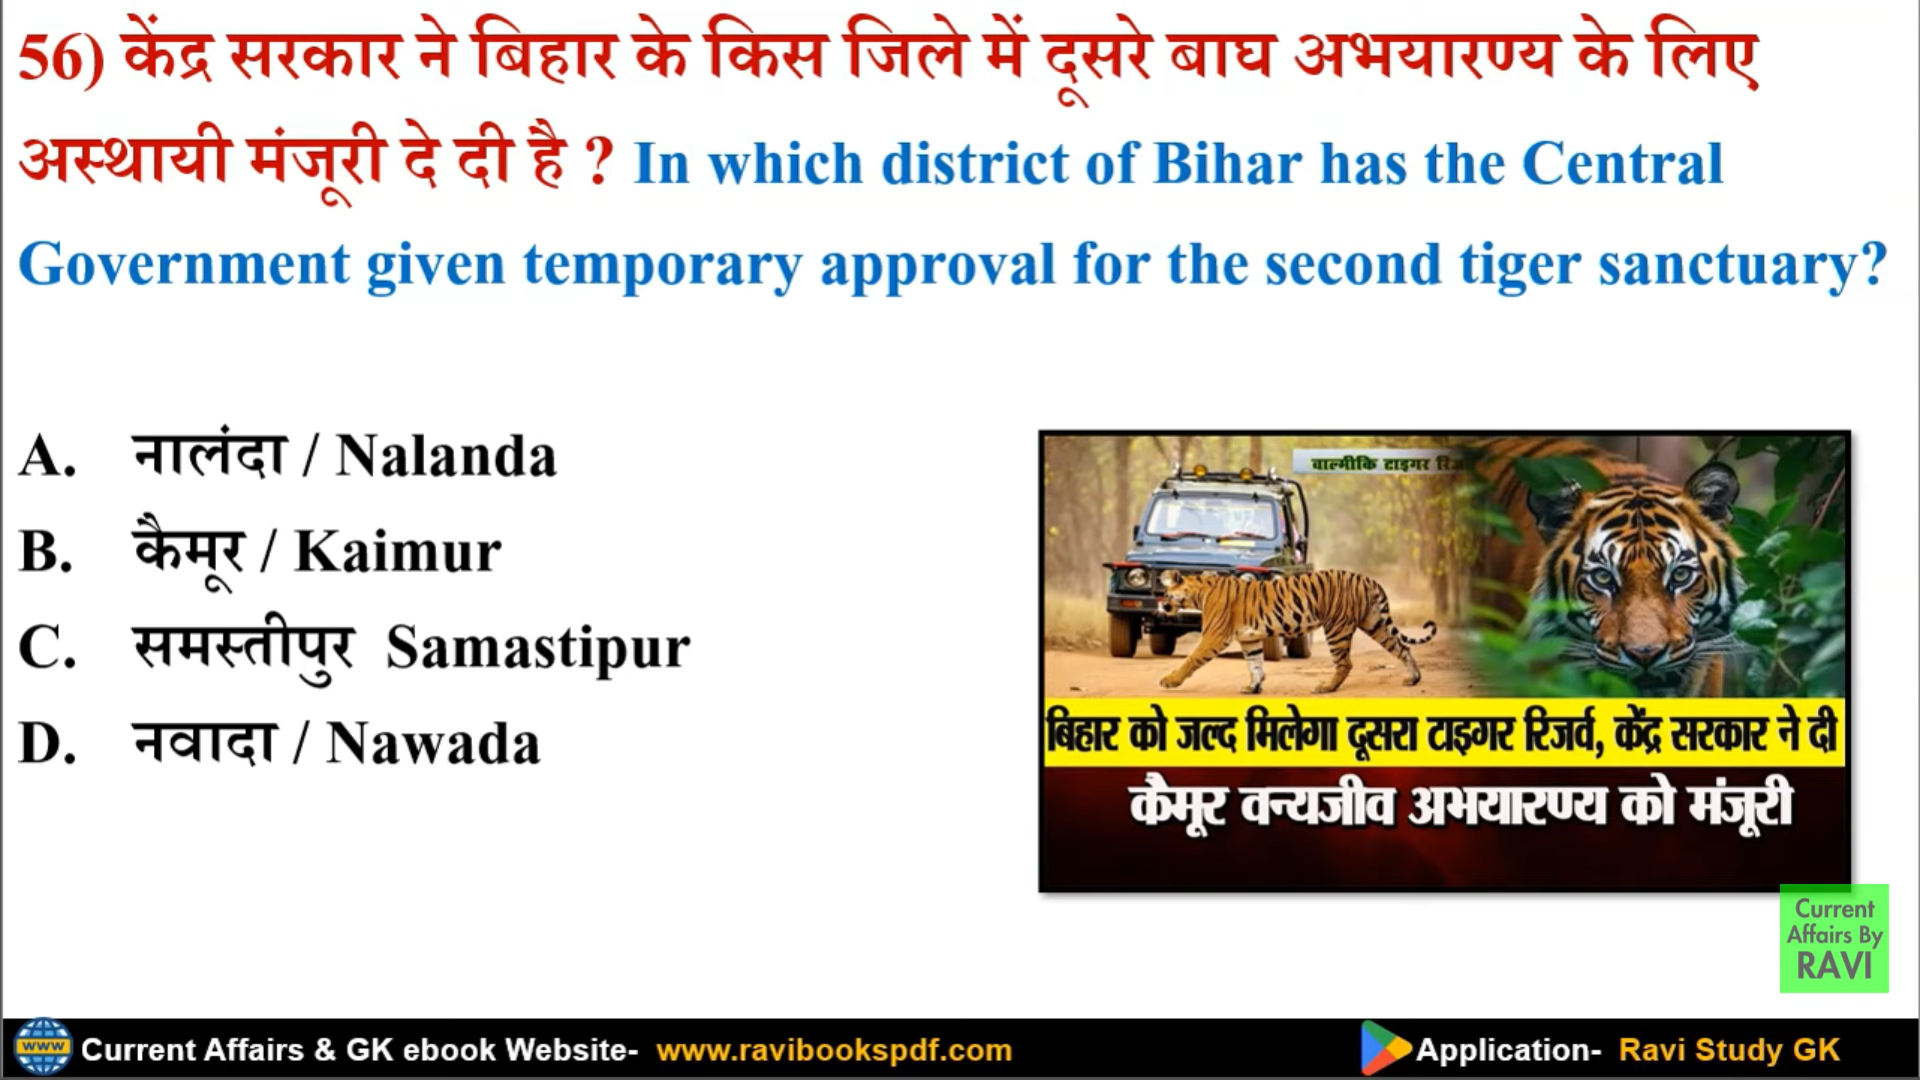 56) केंद्र सरकार ने बिहार के किस जिले में दूसरे बाघ अभयारण्य के लिए
अस्थायी मंजूरी दे दी है ? In which district of Bihar has the Central
Government given temporary approval for the second tiger sanctuary?
A. नालंदा / Nalanda
B. कैमूर / Kaimur
C. समस्तीपुर Samastipur
D. नवादा / Nawada
वाल्मीकि टाइगर
बिहार को जल्द मिलेगा दूसरा टाइगर रिजर्व, केंद्र सरकार ने दी
कैमूर वन्यजीव अभयारण्य को मंजूरी
Current
Affairs By
RAVI
www Current Affairs & GK ebook Website- www.ravibookspdf.com Application- Ravi Study GK